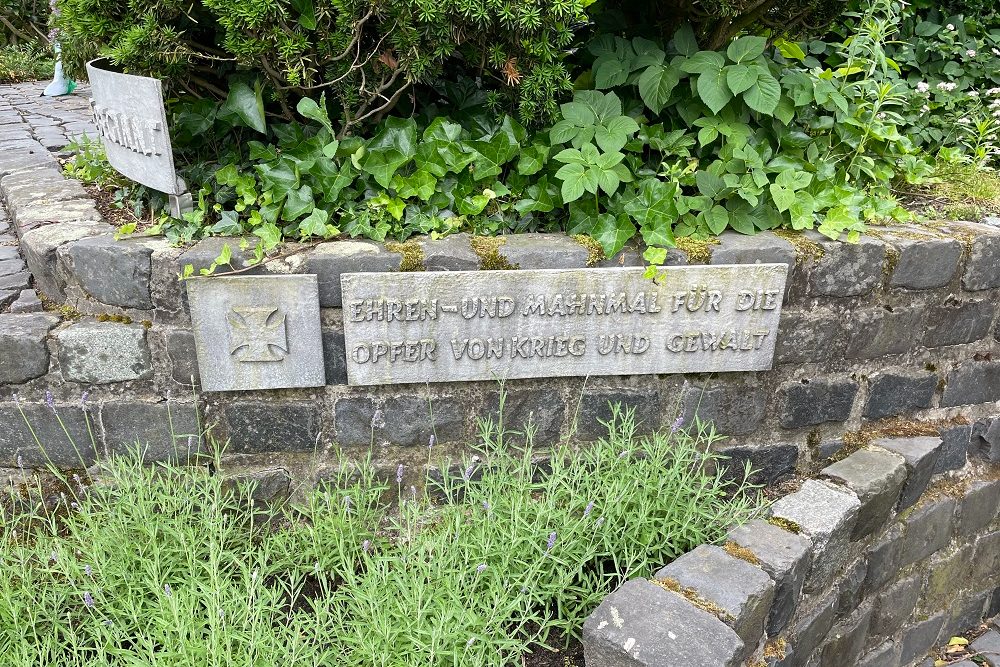 EHREN-UND MAHNMAL FÜR DIE
OPFER VON KRIEG UND GEWALT